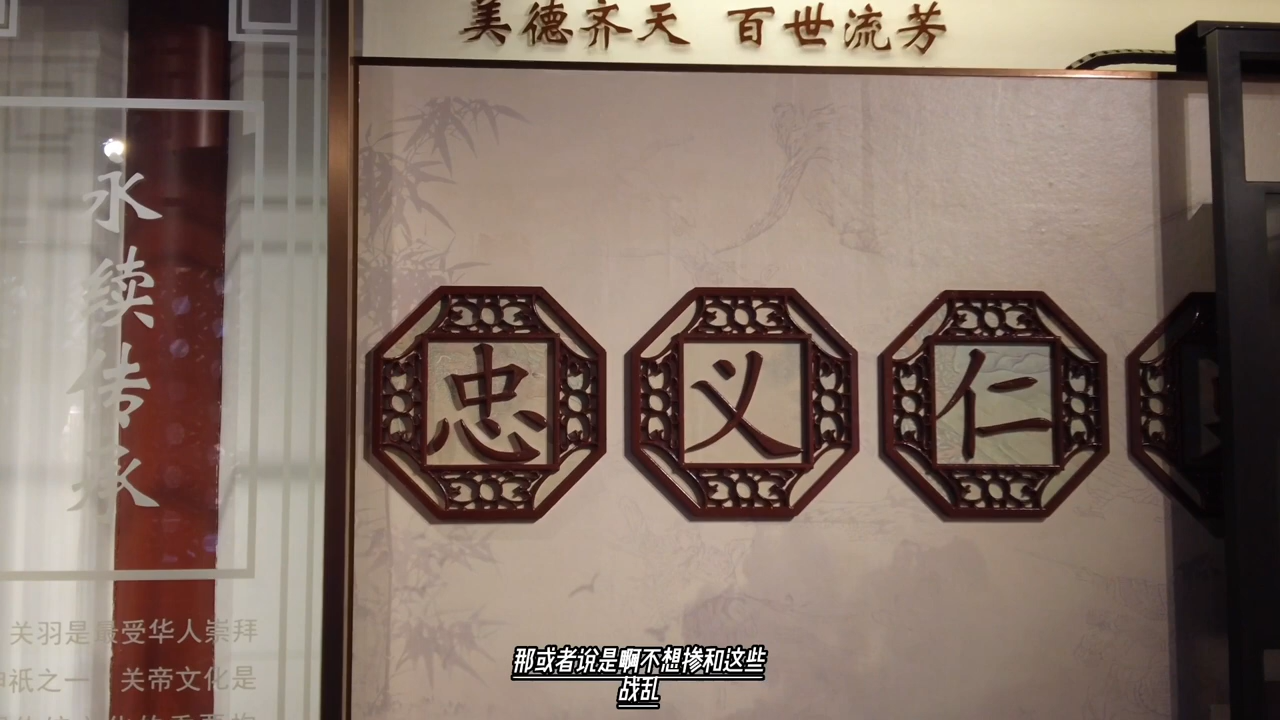 美德齐天 百世流芳
永续传承
忠
义
仁
关羽是最受华人崇拜
神祇之一 关帝文化是
那或者说是啊不想掺和这些
战乱